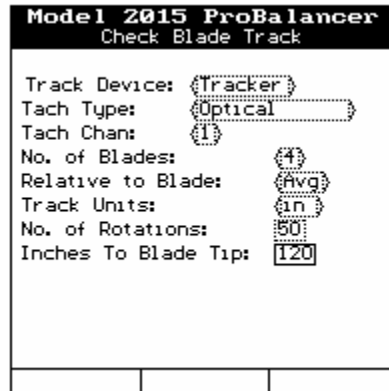 Model 2015 ProBalancer
Check Blade Track
Track Device: {Tracker}
Tach Type: {Optical }
Tach Chan: {1}
No. of Blades: {4}
Relative to Blade: {Avg}
Track Units: {in }
No. of Rotations: 50
Inches To Blade Tip: 120